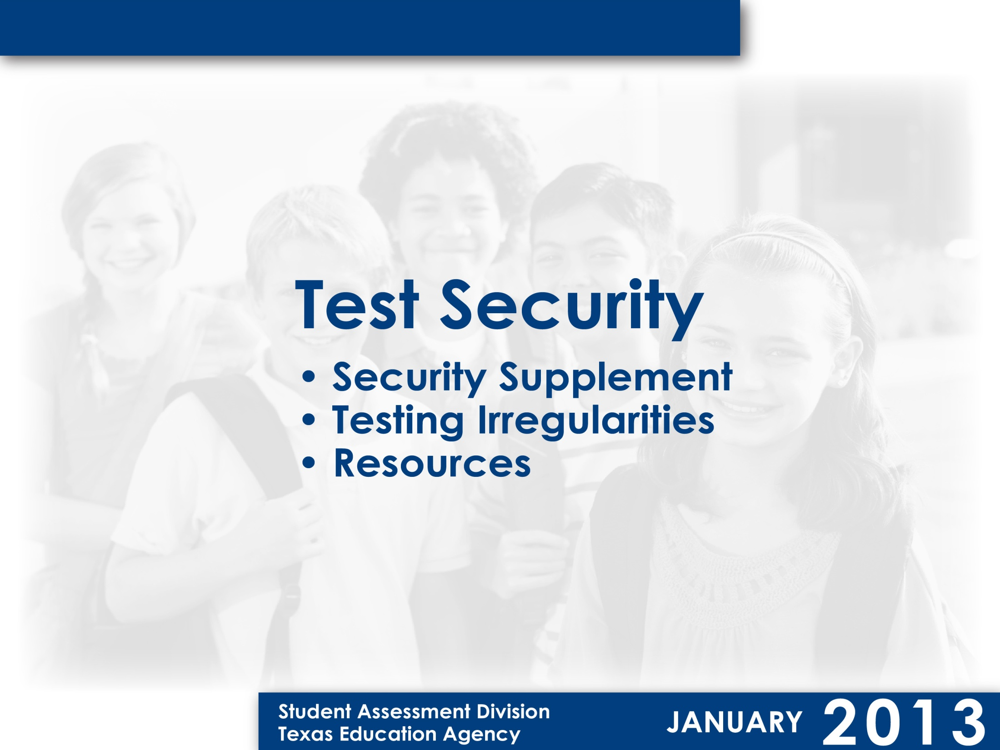 Test Security
• Security Supplement
• Testing Irregularities
• Resources
Student Assessment Division
Texas Education Agency
JANUARY 2013